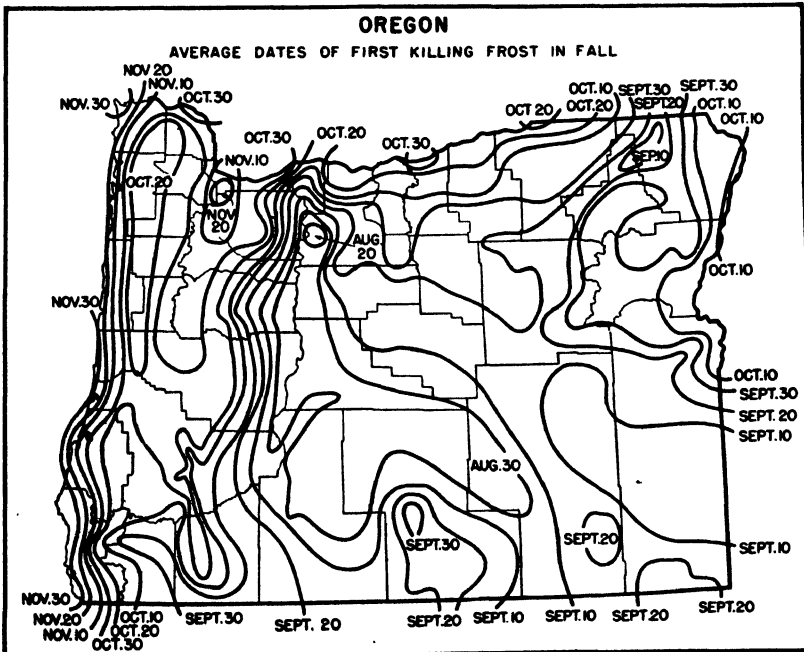 OREGON
AVERAGE DATES OF FIRST KILLING FROST IN FALL
NOV. 20
NOV. 10
NOV. 30
OCT. 30
OCT. 10
SEPT. 30
SEPT. 30
OCT. 20
OCT. 20
SEPT. 20
OCT. 10
OCT. 10
OCT. 30
OCT. 20
OCT. 30
NOV. 10
SEP. 10
OCT. 20
NOV. 20
AUG. 20
OCT. 10
NOV. 30
OCT. 10
SEPT. 30
SEPT. 20
SEPT. 10
AUG. 30
SEPT. 30
SEPT. 20
SEPT. 10
NOV. 30
NOV. 20
NOV. 10
OCT. 30
OCT. 20
OCT. 10
SEPT. 30
SEPT. 20
SEPT. 20
SEPT. 10
SEPT. 10
SEPT. 20
SEPT. 20